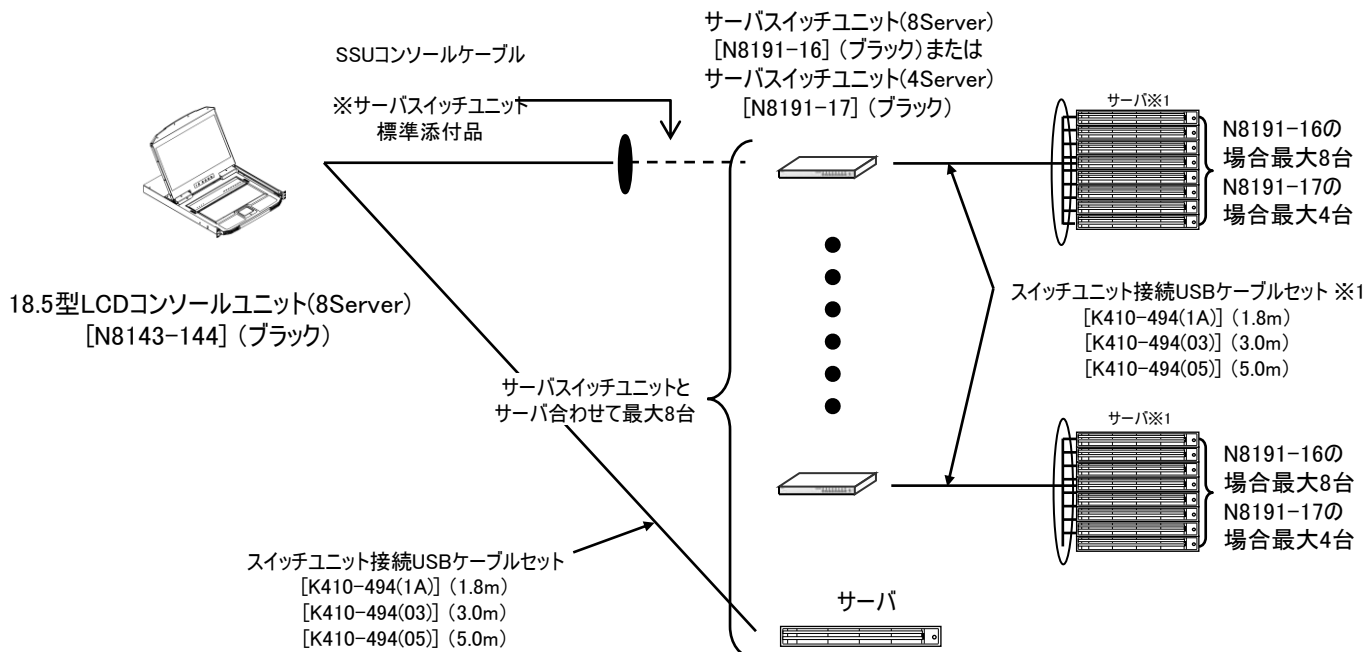 SSUコンソールケーブル
※サーバスイッチユニット
標準添付品
サーバスイッチユニット(8Server)
[N8191-16] (ブラック)または
サーバスイッチユニット(4Server)
[N8191-17] (ブラック)
サーバ※1
N8191-16の
場合最大8台
N8191-17の
場合最大4台
18.5型LCDコンソールユニット(8Server)
[N8143-144] (ブラック)
スイッチユニット接続USBケーブルセット ※1
[K410-494(1A)] (1.8m)
[K410-494(03)] (3.0m)
[K410-494(05)] (5.0m)
サーバスイッチユニットと
サーバ合わせて最大8台
サーバ※1
N8191-16の
場合最大8台
N8191-17の
場合最大4台
スイッチユニット接続USBケーブルセット
[K410-494(1A)] (1.8m)
[K410-494(03)] (3.0m)
[K410-494(05)] (5.0m)
サーバ